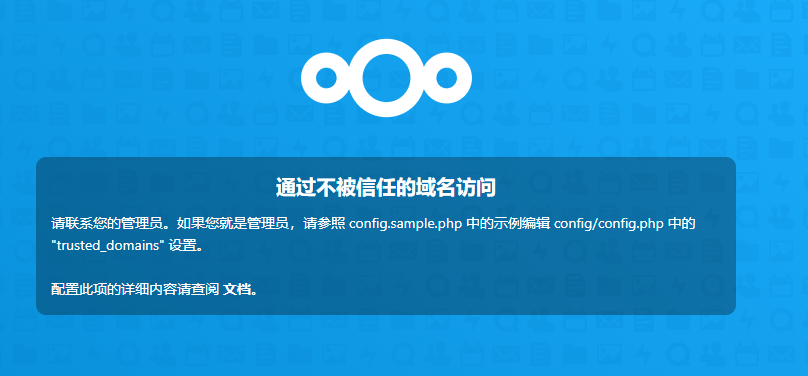 通过不被信任的域名访问
请联系您的管理员。如果您就是管理员，请参照 config.sample.php 中的示例编辑 config/config.php 中的
"trusted_domains" 设置。
配置此项的详细内容请查阅 文档。